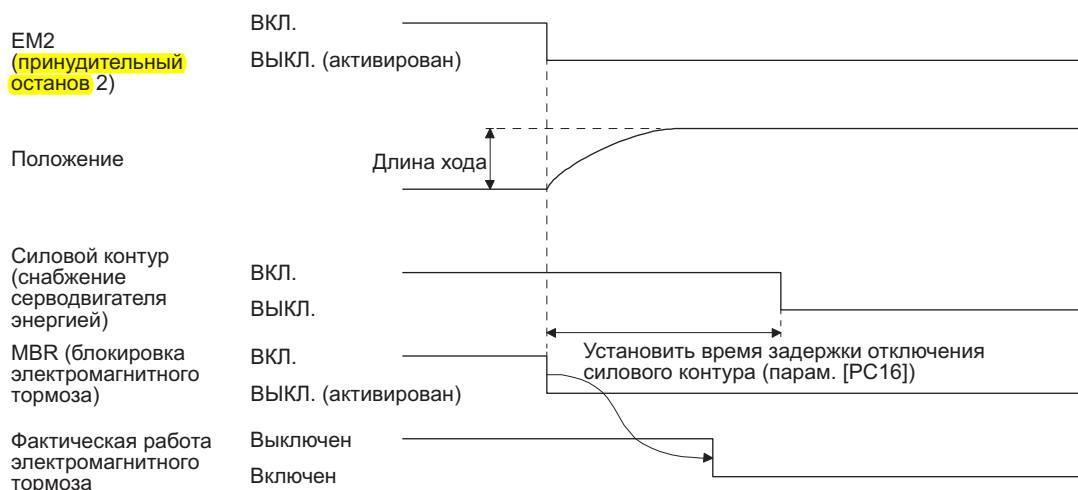 EM2
(принудительный
останов 2)
ВКЛ.
ВЫКЛ. (активирован)
Положение
Длина хода
Силовой контур
(снабжение
серводвигателя
энергией)
ВКЛ.
ВЫКЛ.
MBR (блокировка
электромагнитного
тормоза)
ВКЛ.
ВЫКЛ. (активирован)
Установить время задержки отключения
силового контура (парам. [PC16])
Фактическая работа
электромагнитного
тормоза
Выключен
Включен